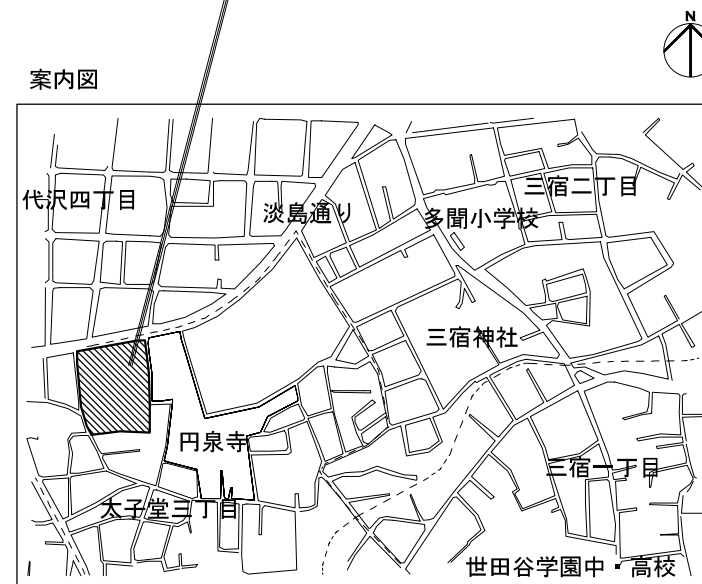 N
案内図
代沢四丁目
淡島通り
三宿二丁目
多聞小学校
三宿神社
円泉寺
三宿一丁目
太子堂三丁目
世田谷学園中・高校